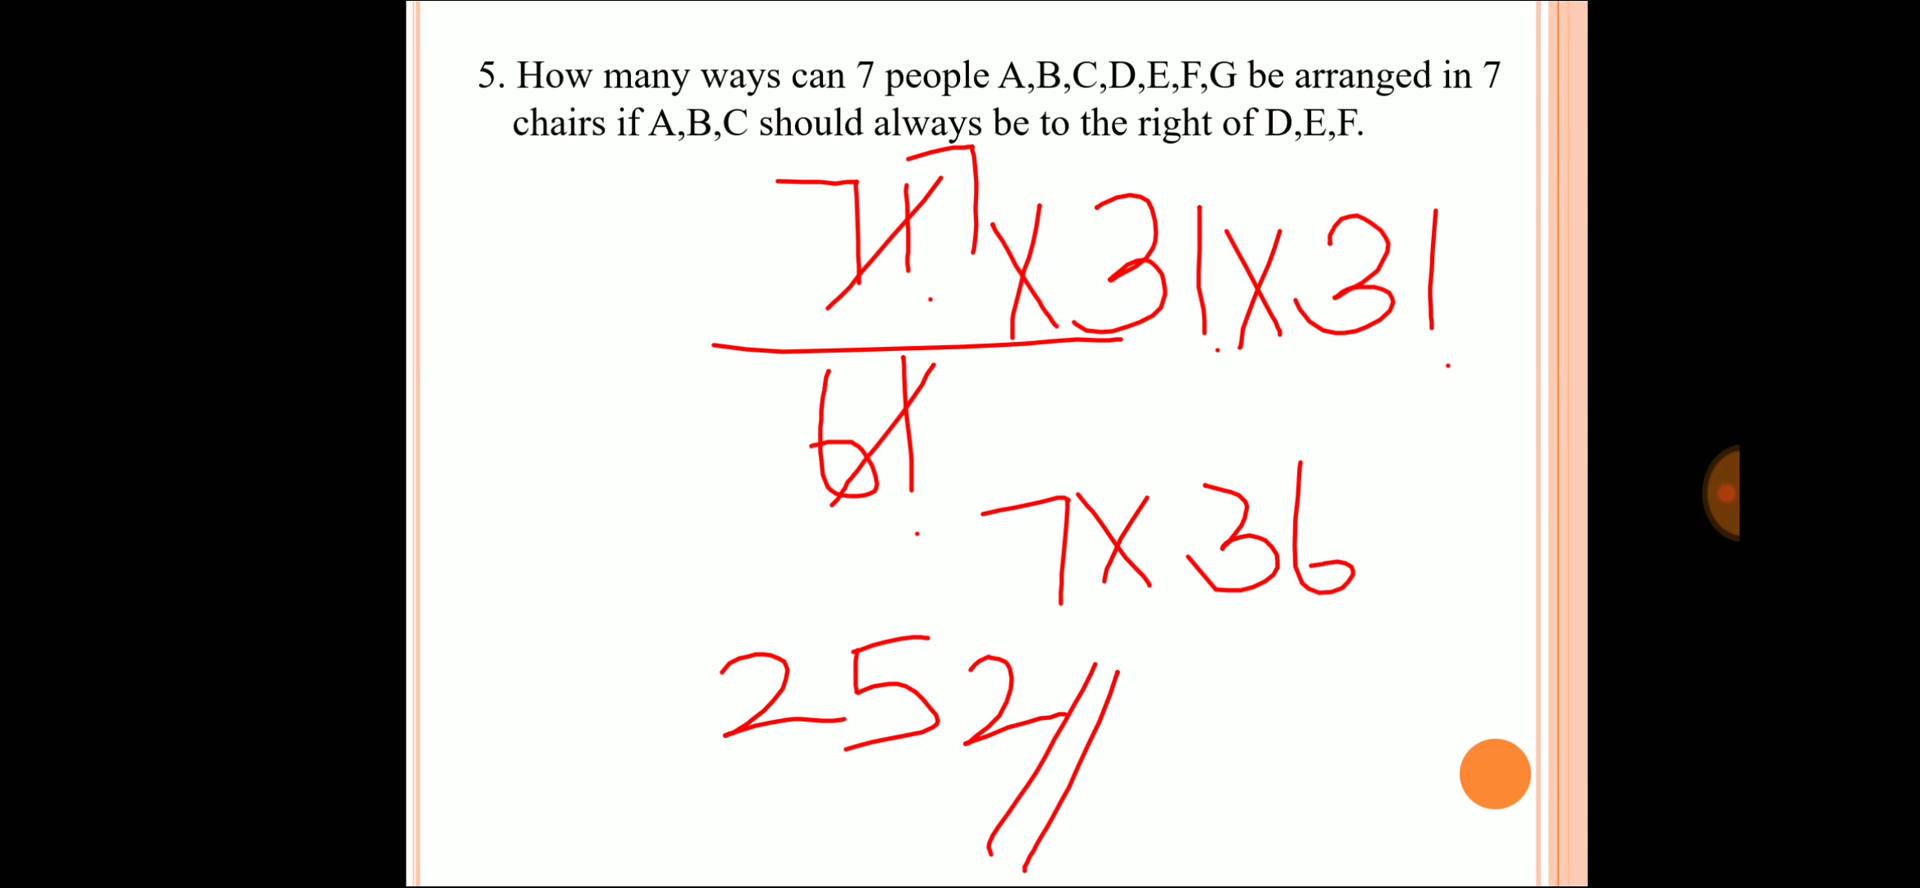 5. How many ways can 7 people A,B,C,D,E,F,G be arranged in 7
chairs if A,B,C should always be to the right of D,E,F.
7! 7 x 3! x 3!
6!
7 x 36
252//